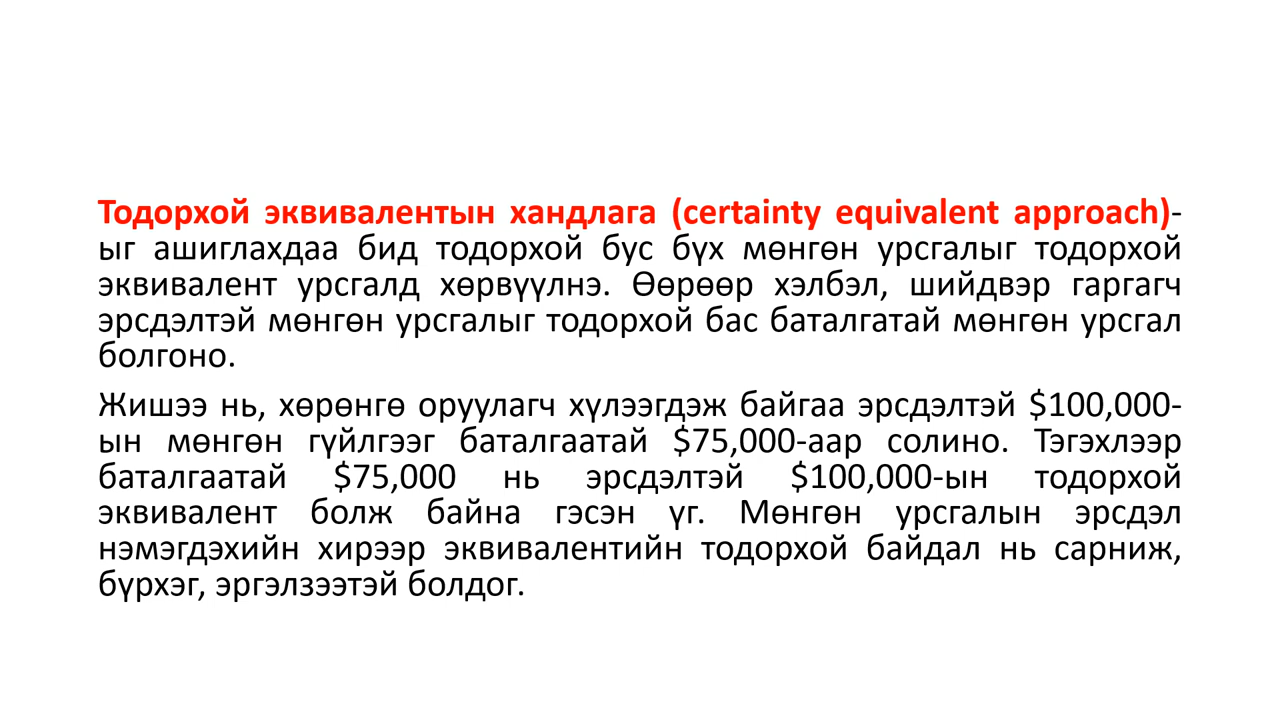 Тодорхой эквивалентын хандлага (certainty equivalent approach)-
ыг ашиглахдаа бид тодорхой бус бүх мөнгөн урсгалыг тодорхой
эквивалент урсгалд хөрвүүлнэ. Өөрөөр хэлбэл, шийдвэр гаргагч
эрсдэлтэй мөнгөн урсгалыг тодорхой бас баталгатай мөнгөн урсгал
болгоно.
Жишээ нь, хөрөнгө оруулагч хүлээгдэж байгаа эрсдэлтэй $100,000-
ын мөнгөн гүйлгээг баталгаатай $75,000-аар солино. Тэгэхлээр
баталгаатай $75,000 нь эрсдэлтэй $100,000-ын тодорхой
эквивалент болж байна гэсэн үг. Мөнгөн урсгалын эрсдэл
нэмэгдэхийн хирээр эквивалентийн тодорхой байдал нь сарниж,
бүрхэг, эргэлзээтэй болдог.